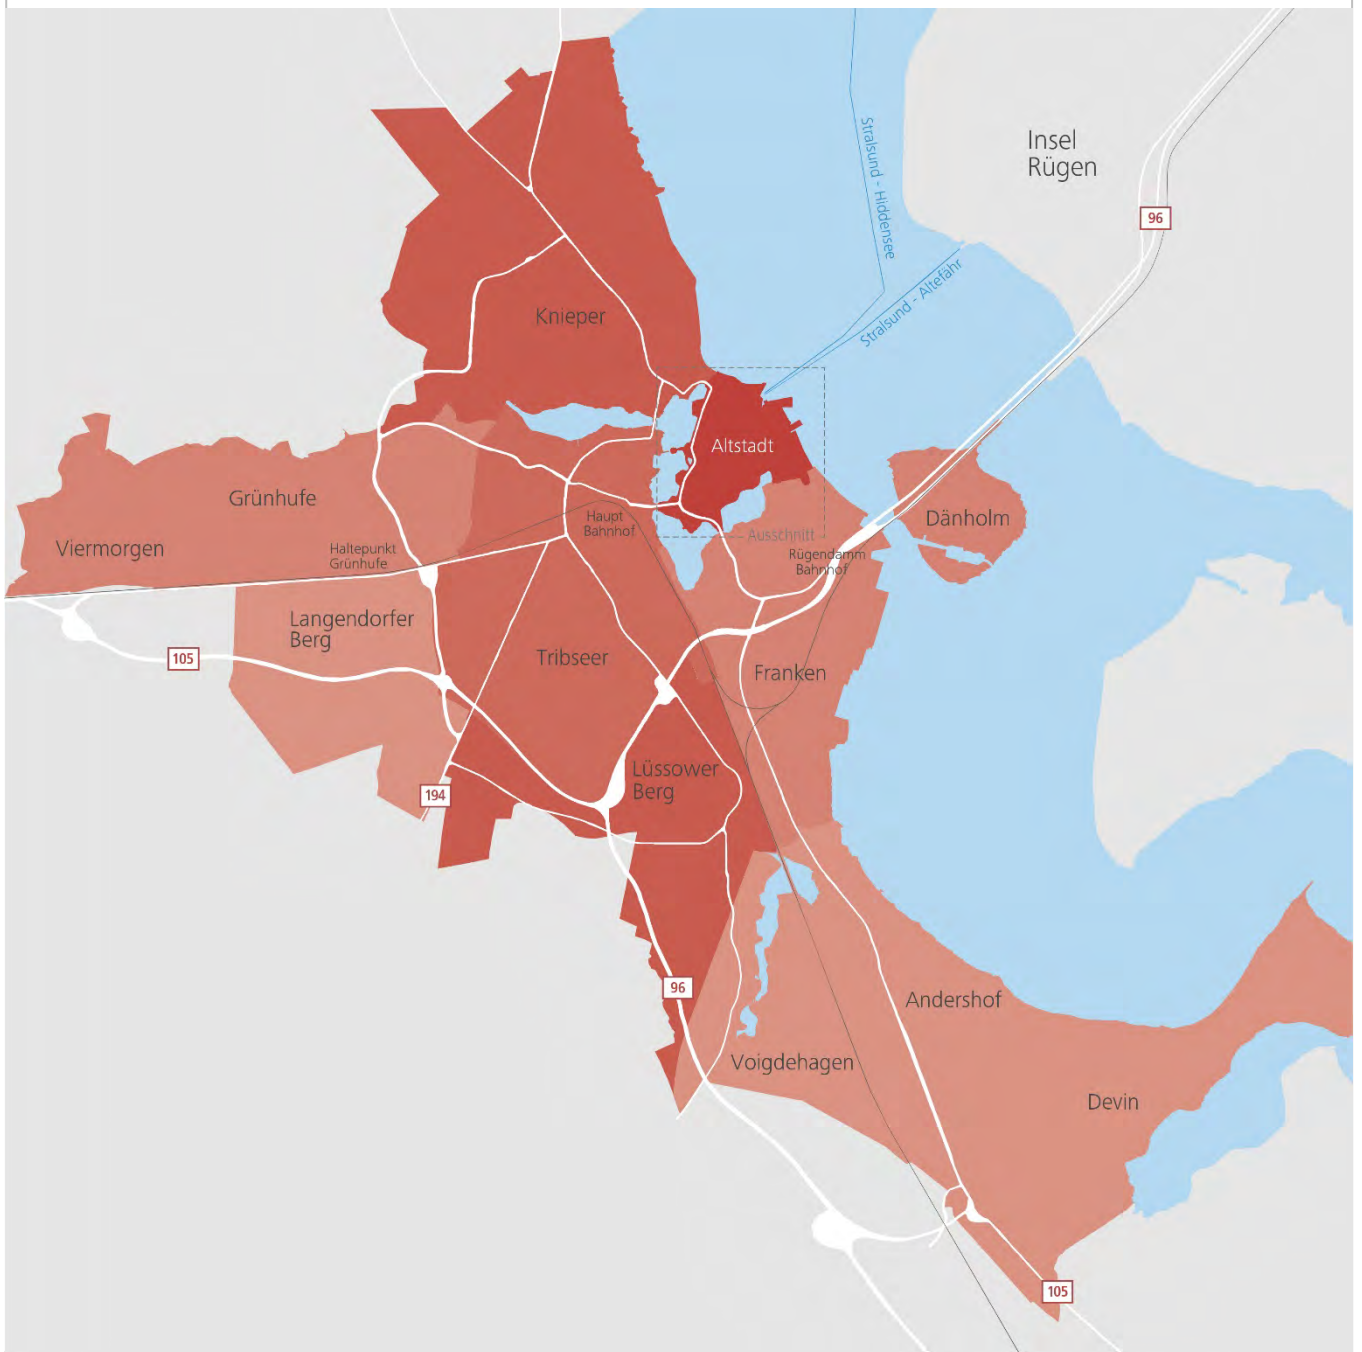 Insel
Rügen
Stralsund - Hiddensee
96
Stralsund - Altefähr
Knieper
Altstadt
Grünhufe
Dänholm
Haupt
Bahnhof
Ausschnitt
Viermorgen
Haltepunkt
Grünhufe
Rügendamm
Bahnhof
Langendorfer
Berg
105
Tribseer
Franken
Lüssower
Berg
194
96
Andershof
Voigdehagen
Devin
105